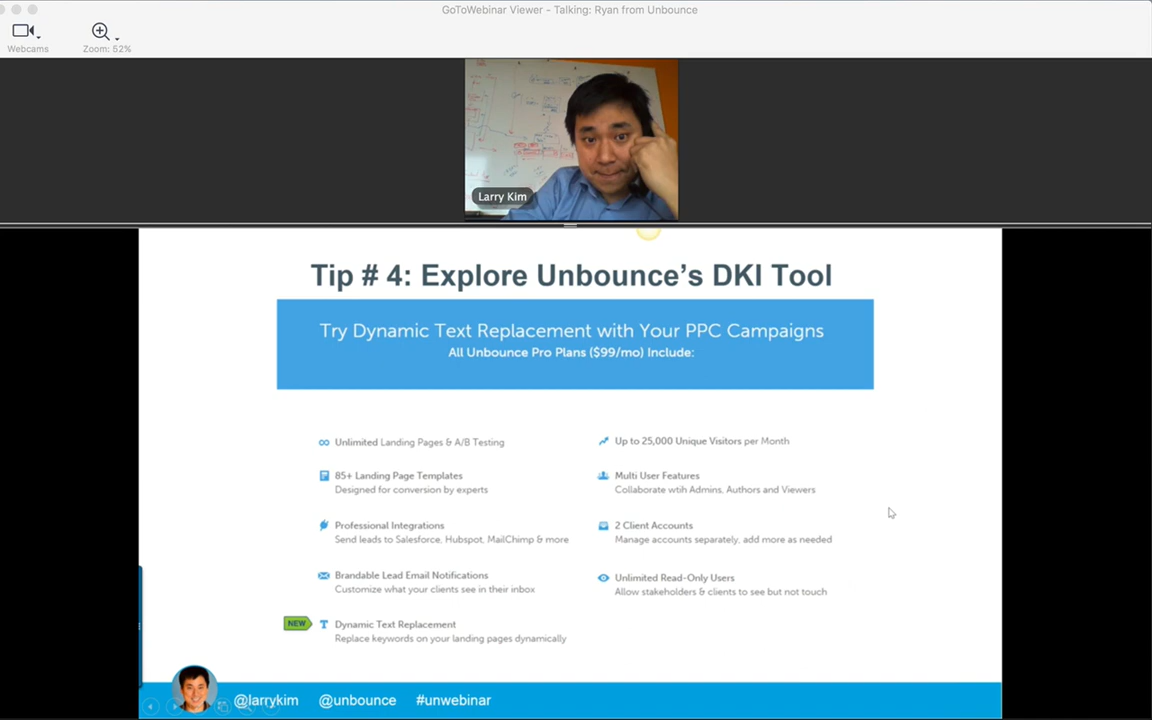 GoToWebinar Viewer - Talking: Ryan from Unbounce
Webcams
Zoom: 52%
Larry Kim
Tip # 4: Explore Unbounce's DKI Tool
Try Dynamic Text Replacement with Your PPC Campaigns
All Unbounce Pro Plans ($99/mo) Include:
Unlimited Landing Pages & A/B Testing
85+ Landing Page Templates
Designed for conversion by experts
Professional Integrations
Send leads to Salesforce, Hubspot, MailChimp & more
Brandable Lead Email Notifications
Customize what your clients see in their inbox
NEW
Dynamic Text Replacement
Replace keywords on your landing pages dynamically
Up to 25,000 Unique Visitors per Month
Multi User Features
Collaborate wtih Admins, Authors and Viewers
2 Client Accounts
Manage accounts separately, add more as needed
Unlimited Read-Only Users
Allow stakeholders & clients to see but not touch
@larrykim @unbounce #unwebinar